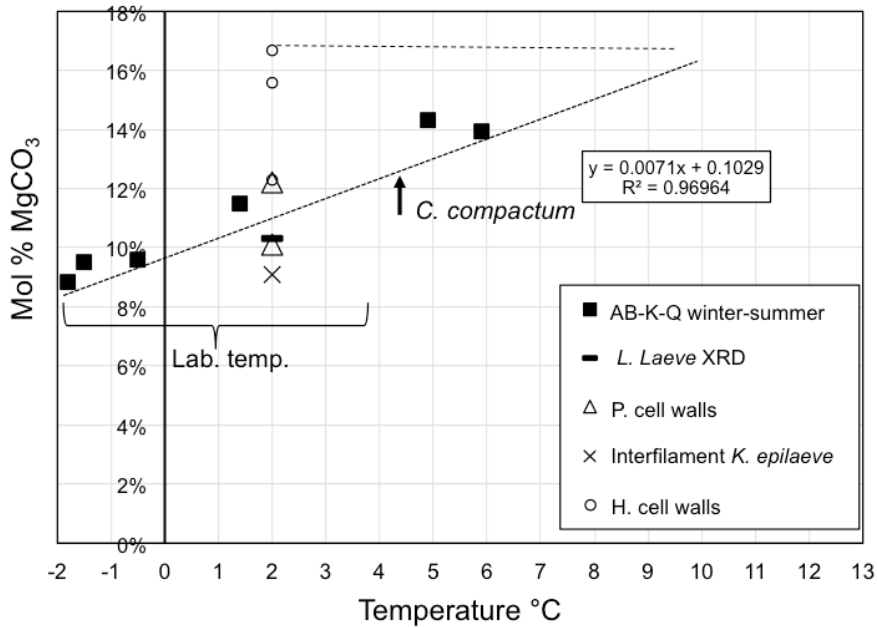 18%
16%
14%
12%
10%
8%
6%
4%
2%
0%
Mol % MgCO₃
y = 0.0071x + 0.1029
R² = 0.96964
C. compactum
Lab. temp.
AB-K-Q winter-summer
L. Laeve XRD
P. cell walls
Interfilament K. epilaeve
H. cell walls
-2 -1 0 1 2 3 4 5 6 7 8 9 10 11 12 13
Temperature °C